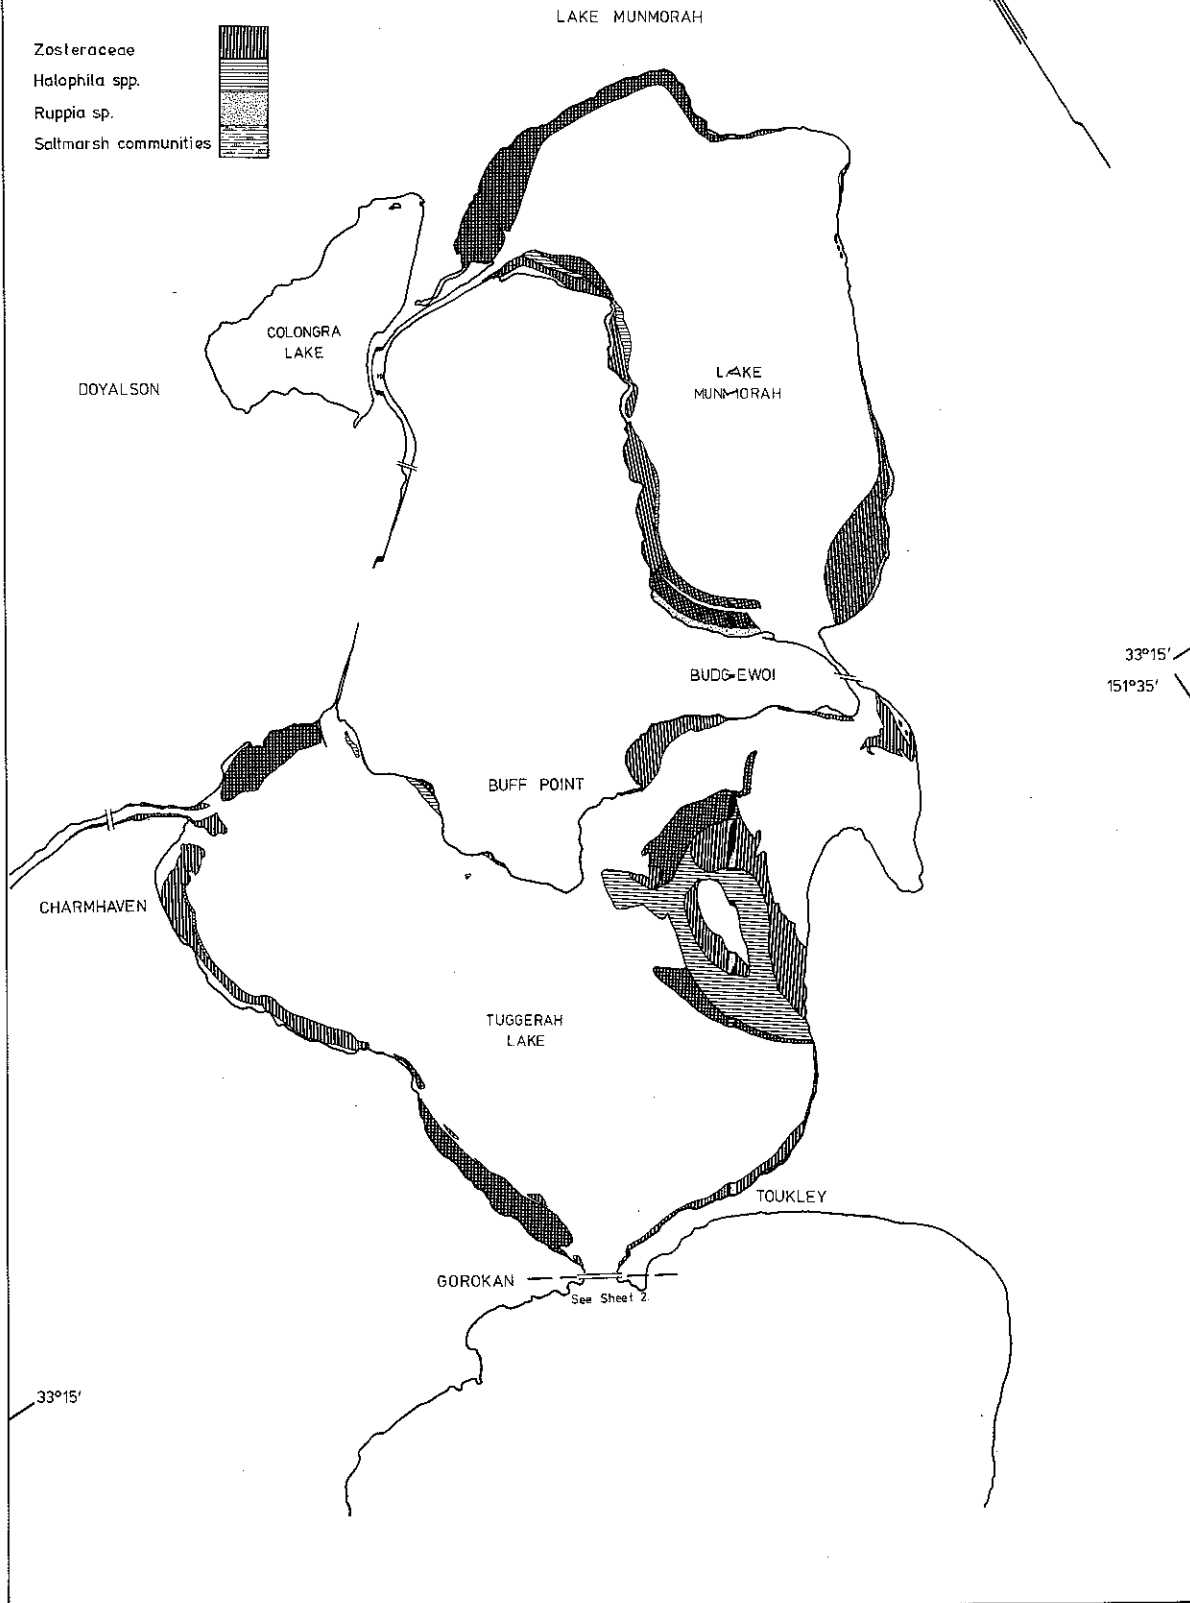 LAKE MUNMORAH
Zosteraceae
Halophila spp.
Ruppia sp.
Saltmarsh communities
COLONGRA
LAKE
DOYALSON
LAKE
MUNMORAH
33°15'
151°35'
BUDGEWOI
BUFF POINT
CHARMHAVEN
TUGGERAH
LAKE
TOUKLEY
GOROKAN
See Sheet 2.
33°15'